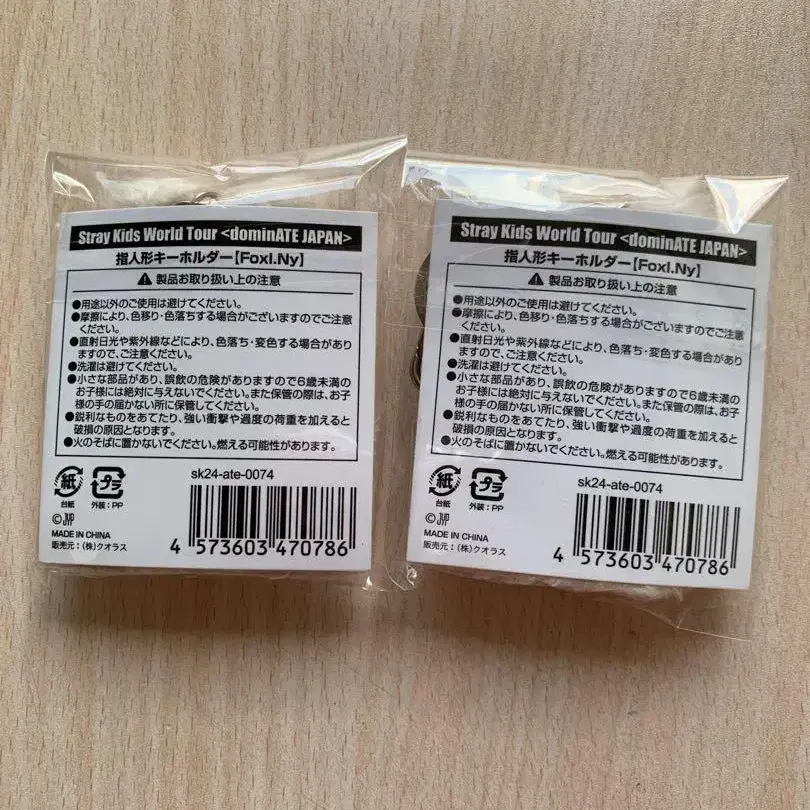 Stray Kids World Tour <dominATE JAPAN>
指人形キーホルダー[FoxI.Ny]
製品お取り扱い上の注意
●用途以外のご使用は避けてください。
●摩擦により、色移り・色落ちする場合がございますのでご注意
ください。
●直射日光や紫外線などにより、色落ち・変色する場合があり
ますので、ご注意ください。
●洗濯は避けてください。
●小さな部品があり、誤飲の危険がありますので6歳未満の
お子様には絶対に与えないでください。また保管の際は、お子
様の手の届かない所に保管してください。
●鋭利なものをあてたり、強い衝撃や過度の荷重を加えると
破損の原因となります。
●火のそばに置かないでください。燃える可能性があります。
紙
台紙
プラ
外装:PP
sk24-ate-0074
©JYP
MADE IN CHINA
販売元:(株)クオラス
4 573603 470786
Stray Kids World Tour <dominATE JAPAN>
指人形キーホルダー[FoxI.Ny]
製品お取り扱い上の注意
●用途以外のご使用は避けてください。
●摩擦により、色移り・色落ちする場合がございますのでご注意
ください。
●直射日光や紫外線などにより、色落ち・変色する場合があり
ますので、ご注意ください。
●洗濯は避けてください。
●小さな部品があり、誤飲の危険がありますので6歳未満の
お子様には絶対に与えないでください。また保管の際は、お子
様の手の届かない所に保管してください。
●鋭利なものをあてたり、強い衝撃や過度の荷重を加えると
破損の原因となります。
●火のそばに置かないでください。燃える可能性があります。
紙
台紙
プラ
外装:PP
sk24-ate-0074
©JYP
MADE IN CHINA
販売元:(株)クオラス
4 573603 470786